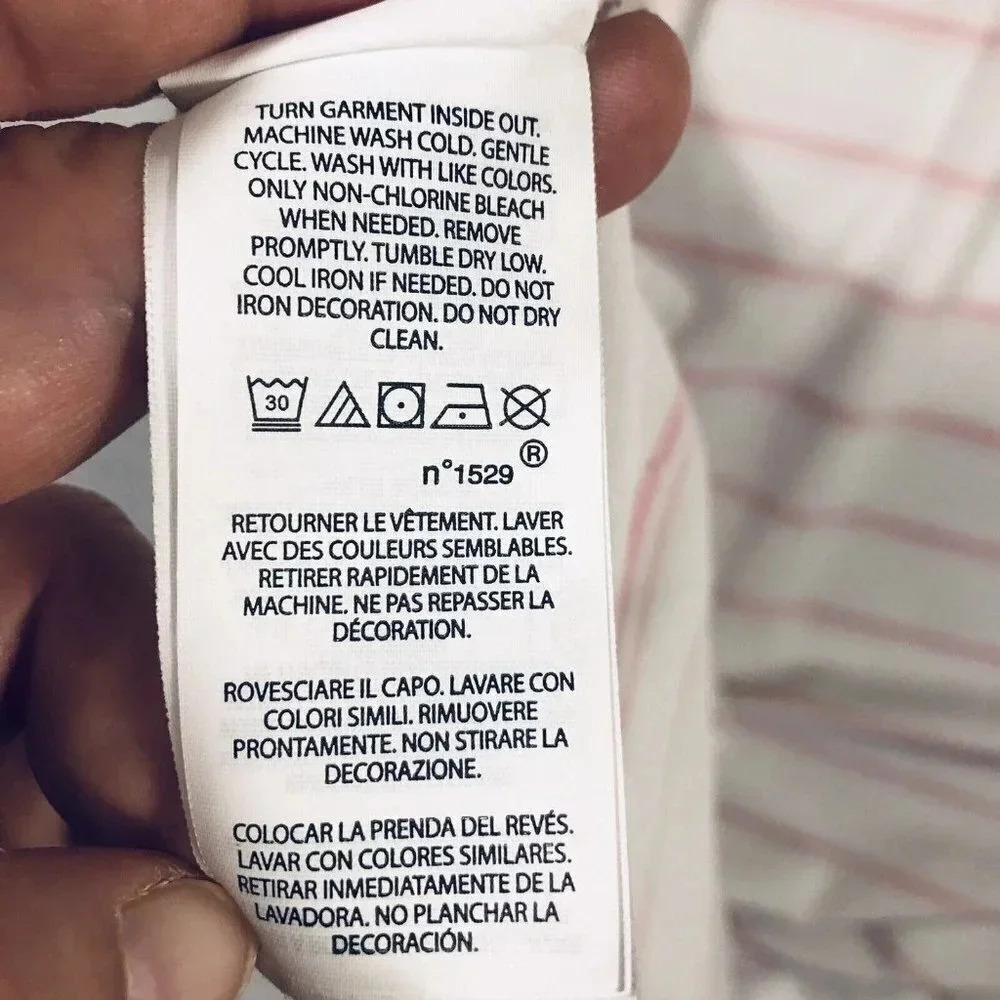 TURN GARMENT INSIDE OUT.
MACHINE WASH COLD. GENTLE
CYCLE. WASH WITH LIKE COLORS.
ONLY NON-CHLORINE BLEACH
WHEN NEEDED. REMOVE
PROMPTLY. TUMBLE DRY LOW.
COOL IRON IF NEEDED. DO NOT
IRON DECORATION. DO NOT DRY
CLEAN.
30
n°1529 ®
RETOURNER LE VÊTEMENT. LAVER
AVEC DES COULEURS SEMBLABLES.
RETIRER RAPIDEMENT DE LA
MACHINE. NE PAS REPASSER LA
DÉCORATION.
ROVESCIARE IL CAPO. LAVARE CON
COLORI SIMILI. RIMUOVERE
PRONTAMENTE. NON STIRARE LA
DECORAZIONE.
COLOCAR LA PRENDA DEL REVÉS.
LAVAR CON COLORES SIMILARES.
RETIRAR INMEDIATAMENTE DE LA
LAVADORA. NO PLANCHAR LA
DECORACIÓN.